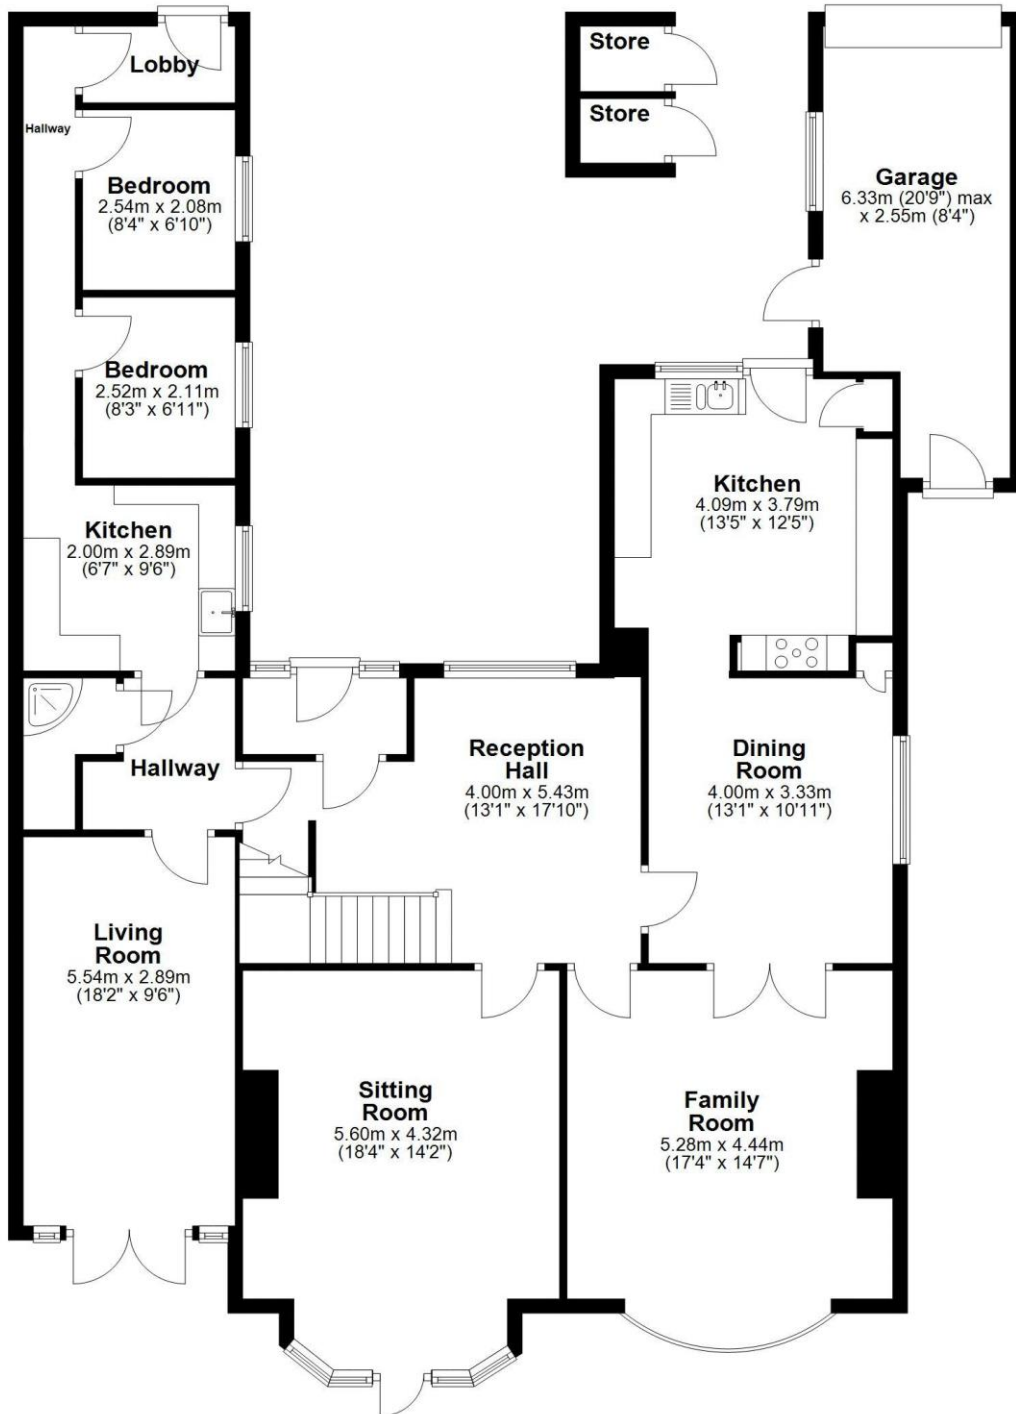 Lobby
Store
Store
Hallway
Garage
6.33m (20'9") max
x 2.55m (8'4")
Bedroom
2.54m x 2.08m
(8'4" x 6'10")
Bedroom
2.52m x 2.11m
(8'3" x 6'11")
Kitchen
4.09m x 3.79m
(13'5" x 12'5")
Kitchen
2.00m x 2.89m
(6'7" x 9'6")
Hallway
Reception
Hall
4.00m x 5.43m
(13'1" x 17'10")
Dining
Room
4.00m x 3.33m
(13'1" x 10'11")
Living
Room
5.54m x 2.89m
(18'2" x 9'6")
Sitting
Room
5.60m x 4.32m
(18'4" x 14'2")
Family
Room
5.28m x 4.44m
(17'4" x 14'7")